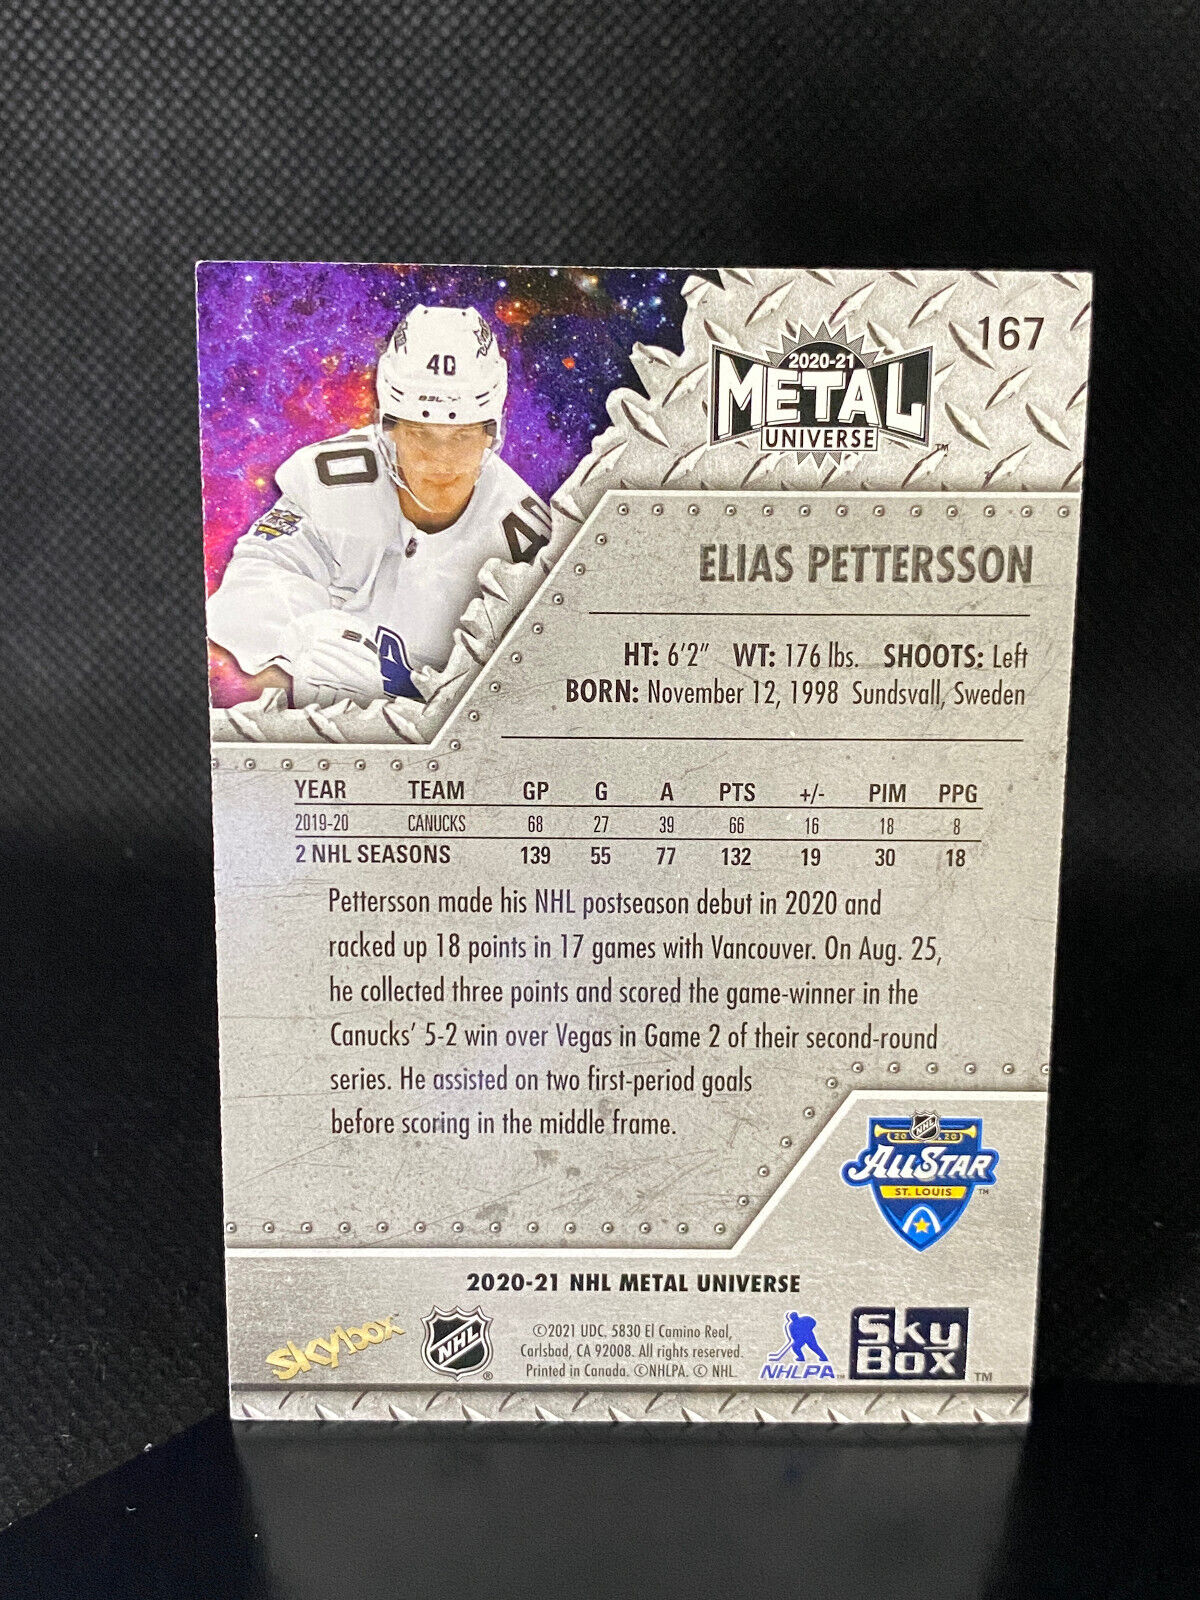 167
2020-21
METAL
UNIVERSE
™
40
40
40
ELIAS PETTERSSON
HT: 6'2" WT: 176 lbs. SHOOTS: Left
BORN: November 12, 1998 Sundsvall, Sweden
YEAR TEAM GP G A PTS +/- PIM PPG
2019-20 CANUCKS 68 27 39 66 16 18 8
2 NHL SEASONS 139 55 77 132 19 30 18
Pettersson made his NHL postseason debut in 2020 and
racked up 18 points in 17 games with Vancouver. On Aug. 25,
he collected three points and scored the game-winner in the
Canucks' 5-2 win over Vegas in Game 2 of their second-round
series. He assisted on two first-period goals
before scoring in the middle frame.
NHL
20 20
ALL STAR
ST. LOUIS
™
2020-21 NHL METAL UNIVERSE
skybox
NHL
®
©2021 UDC. 5830 El Camino Real,
Carlsbad, CA 92008. All rights reserved.
Printed in Canada. ©NHLPA. © NHL.
NHLPA™
Sky
Box
™